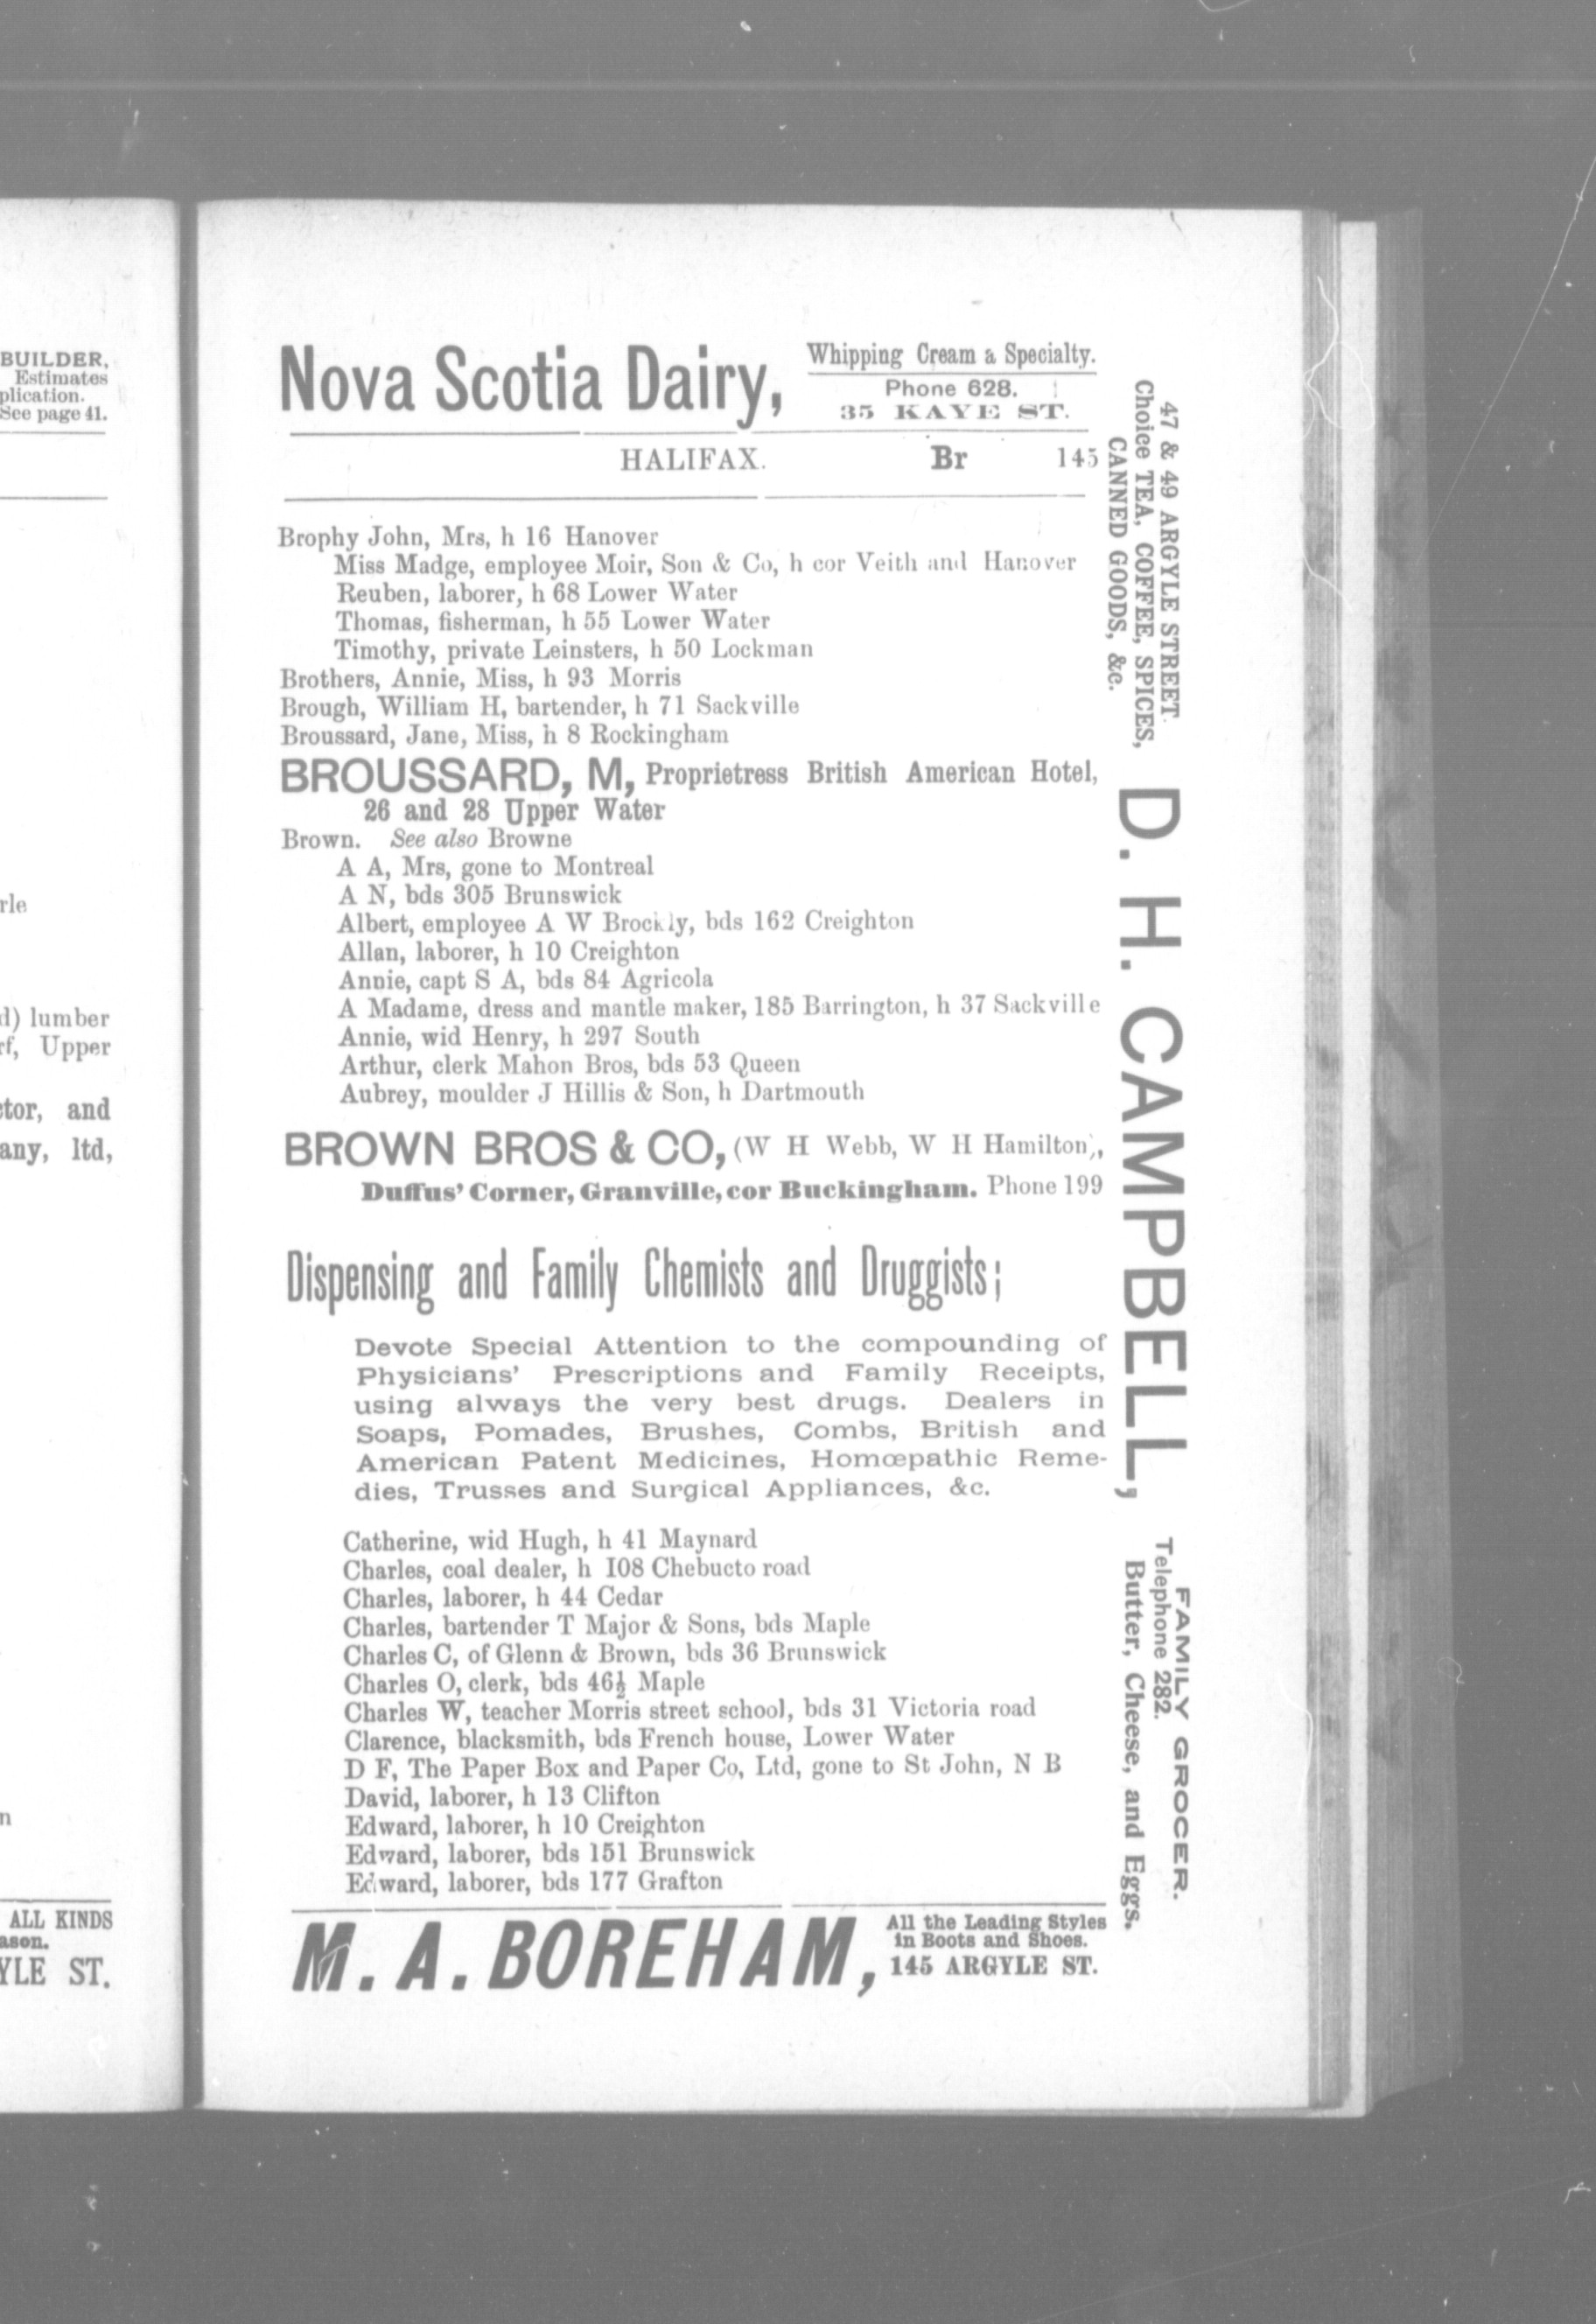 BUILDER,
Estimates
plication.
See page 41.
rle
d) lumber
rf, Upper
tor, and
any, ltd,
n
ALL KINDS
ason.
YLE ST.
Nova Scotia Dairy,
Whipping Cream a Specialty.
Phone 628.
35 KAYE ST.
HALIFAX. Br 145
Brophy John, Mrs, h 16 Hanover
Miss Madge, employee Moir, Son & Co, h cor Veith and Hanover
Reuben, laborer, h 68 Lower Water
Thomas, fisherman, h 55 Lower Water
Timothy, private Leinsters, h 50 Lockman
Brothers, Annie, Miss, h 93 Morris
Brough, William H, bartender, h 71 Sackville
Broussard, Jane, Miss, h 8 Rockingham
BROUSSARD, M, Proprietress British American Hotel,
26 and 28 Upper Water
Brown. See also Browne
A A, Mrs, gone to Montreal
A N, bds 305 Brunswick
Albert, employee A W Brockly, bds 162 Creighton
Allan, laborer, h 10 Creighton
Annie, capt S A, bds 84 Agricola
A Madame, dress and mantle maker, 185 Barrington, h 37 Sackville
Annie, wid Henry, h 297 South
Arthur, clerk Mahon Bros, bds 53 Queen
Aubrey, moulder J Hillis & Son, h Dartmouth
BROWN BROS & CO, (W H Webb, W H Hamilton),
Duffus' Corner, Granville, cor Buckingham. Phone 199
Dispensing and Family Chemists and Druggists;
Devote Special Attention to the compounding of
Physicians' Prescriptions and Family Receipts,
using always the very best drugs. Dealers in
Soaps, Pomades, Brushes, Combs, British and
American Patent Medicines, Homœpathic Reme-
dies, Trusses and Surgical Appliances, &c.
Catherine, wid Hugh, h 41 Maynard
Charles, coal dealer, h 108 Chebucto road
Charles, laborer, h 44 Cedar
Charles, bartender T Major & Sons, bds Maple
Charles C, of Glenn & Brown, bds 36 Brunswick
Charles O, clerk, bds 46½ Maple
Charles W, teacher Morris street school, bds 31 Victoria road
Clarence, blacksmith, bds French house, Lower Water
D F, The Paper Box and Paper Co, Ltd, gone to St John, N B
David, laborer, h 13 Clifton
Edward, laborer, h 10 Creighton
Edward, laborer, bds 151 Brunswick
Edward, laborer, bds 177 Grafton
M. A. BOREHAM,
All the Leading Styles
in Boots and Shoes.
145 ARGYLE ST.
47 & 49 ARGYLE STREET.
Choice TEA, COFFEE, SPICES,
CANNED GOODS, &c.
D. H. CAMPBELL,
FAMILY GROCER.
Telephone 282.
Butter, Cheese, and Eggs.